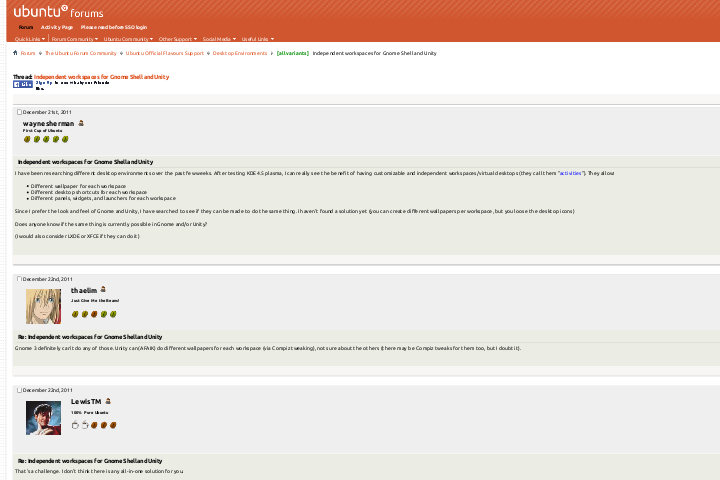 ubuntu forums
Forum Activity Page Please read before SSO login
Quick Links Forum Community Ubuntu Community Other Support Social Media Useful Links
Forum The Ubuntu Forum Community Ubuntu Official Flavours Support Desktop Environments [all variants] Independent workspaces for Gnome Shell and Unity
Thread: Independent workspaces for Gnome Shell and Unity
Sign Up to see what your friends
like.
December 21st, 2011
waynesherman
First Cup of Ubuntu
Independent workspaces for Gnome Shell and Unity
I have been researching different desktop environments over the past few weeks. After testing KDE 4.5 plasma, I can really see the benefit of having customizable and independent workspaces/virtual desktops (they call them "activities"). They allow:
Different wallpaper for each workspace
Different desktop shortcuts for each workspace
Different panels, widgets, and launchers for each workspace
Since I prefer the look and feel of Gnome and Unity, I have searched to see if they can be made to do the same thing. I haven't found a solution yet (you can create different wallpapers per workspace, but you loose the desktop icons)
Does anyone know if the same thing is currently possible in Gnome and/or Unity?
(I would also consider LXDE or XFCE if they can do it)
December 22nd, 2011
thaelim
Just Give Me the Beans!
Re: Independent workspaces for Gnome Shell and Unity
Gnome 3 definitely can't do any of those. Unity can (AFAIK) do different wallpapers for each workspace (via Compiz tweaking), not sure about the others (there may be Compiz tweaks for them too, but I doubt it).
December 22nd, 2011
LewisTM
100% Pure Ubuntu
Re: Independent workspaces for Gnome Shell and Unity
That's a challenge. I don't think there is any all-in-one solution for you.